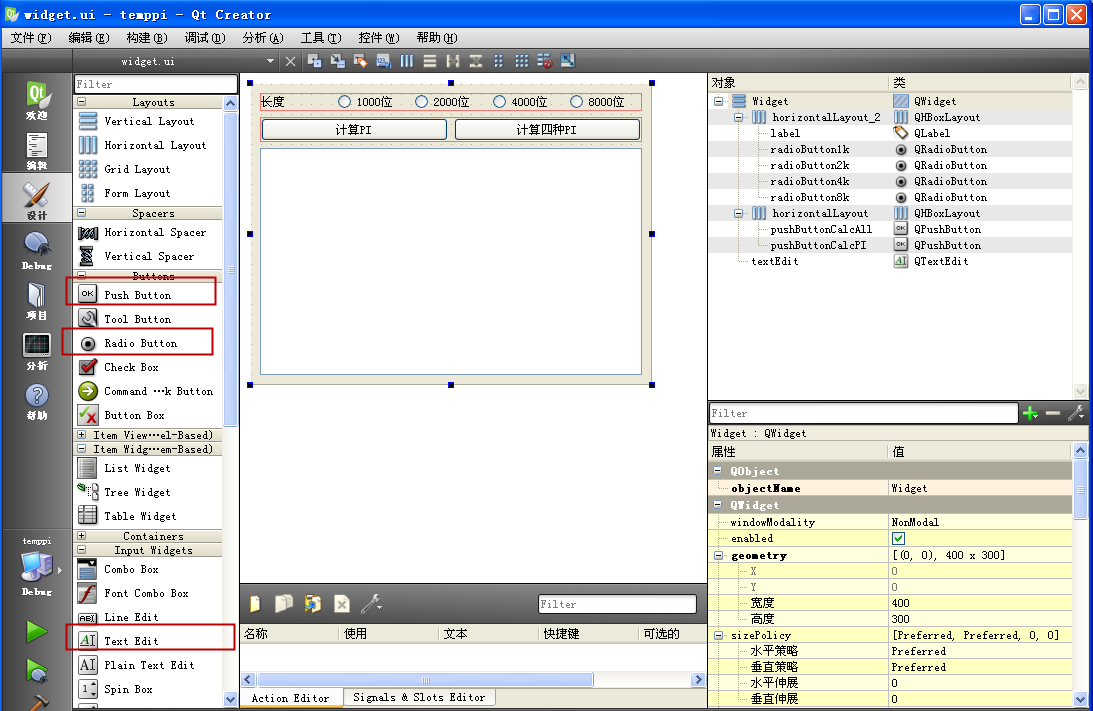 widget.ui - temppi - Qt Creator
文件(F) 编辑(E) 构建(B) 调试(D) 分析(A) 工具(T) 控件(W) 帮助(H)
widget.ui
欢迎
编辑
设计
Debug
项目
分析
帮助
temppi
Debug
Filter
Layouts
Vertical Layout
Horizontal Layout
Grid Layout
Form Layout
Spacers
Horizontal Spacer
Vertical Spacer
Buttons
Push Button
Tool Button
Radio Button
Check Box
Command ···k Button
Button Box
Item View···el-Based)
Item Widg···em-Based)
List Widget
Tree Widget
Table Widget
Containers
Input Widgets
Combo Box
Font Combo Box
Line Edit
Text Edit
Plain Text Edit
Spin Box
长度 1000位 2000位 4000位 8000位
计算PI 计算四种PI
Filter
名称 使用 文本 快捷键 可选的
Action Editor Signals & Slots Editor
对象 类
Widget QWidget
horizontalLayout_2 QHBoxLayout
label QLabel
radioButton1k QRadioButton
radioButton2k QRadioButton
radioButton4k QRadioButton
radioButton8k QRadioButton
horizontalLayout QHBoxLayout
pushButtonCalcAll QPushButton
pushButtonCalcPI QPushButton
textEdit QTextEdit
Filter
Widget : QWidget
属性 值
QObject
objectName Widget
QWidget
windowModality NonModal
enabled
geometry [(0, 0), 400 x 300]
X 0
Y 0
宽度 400
高度 300
sizePolicy [Preferred, Preferred, 0, 0]
水平策略 Preferred
垂直策略 Preferred
水平伸展 0
垂直伸展 0